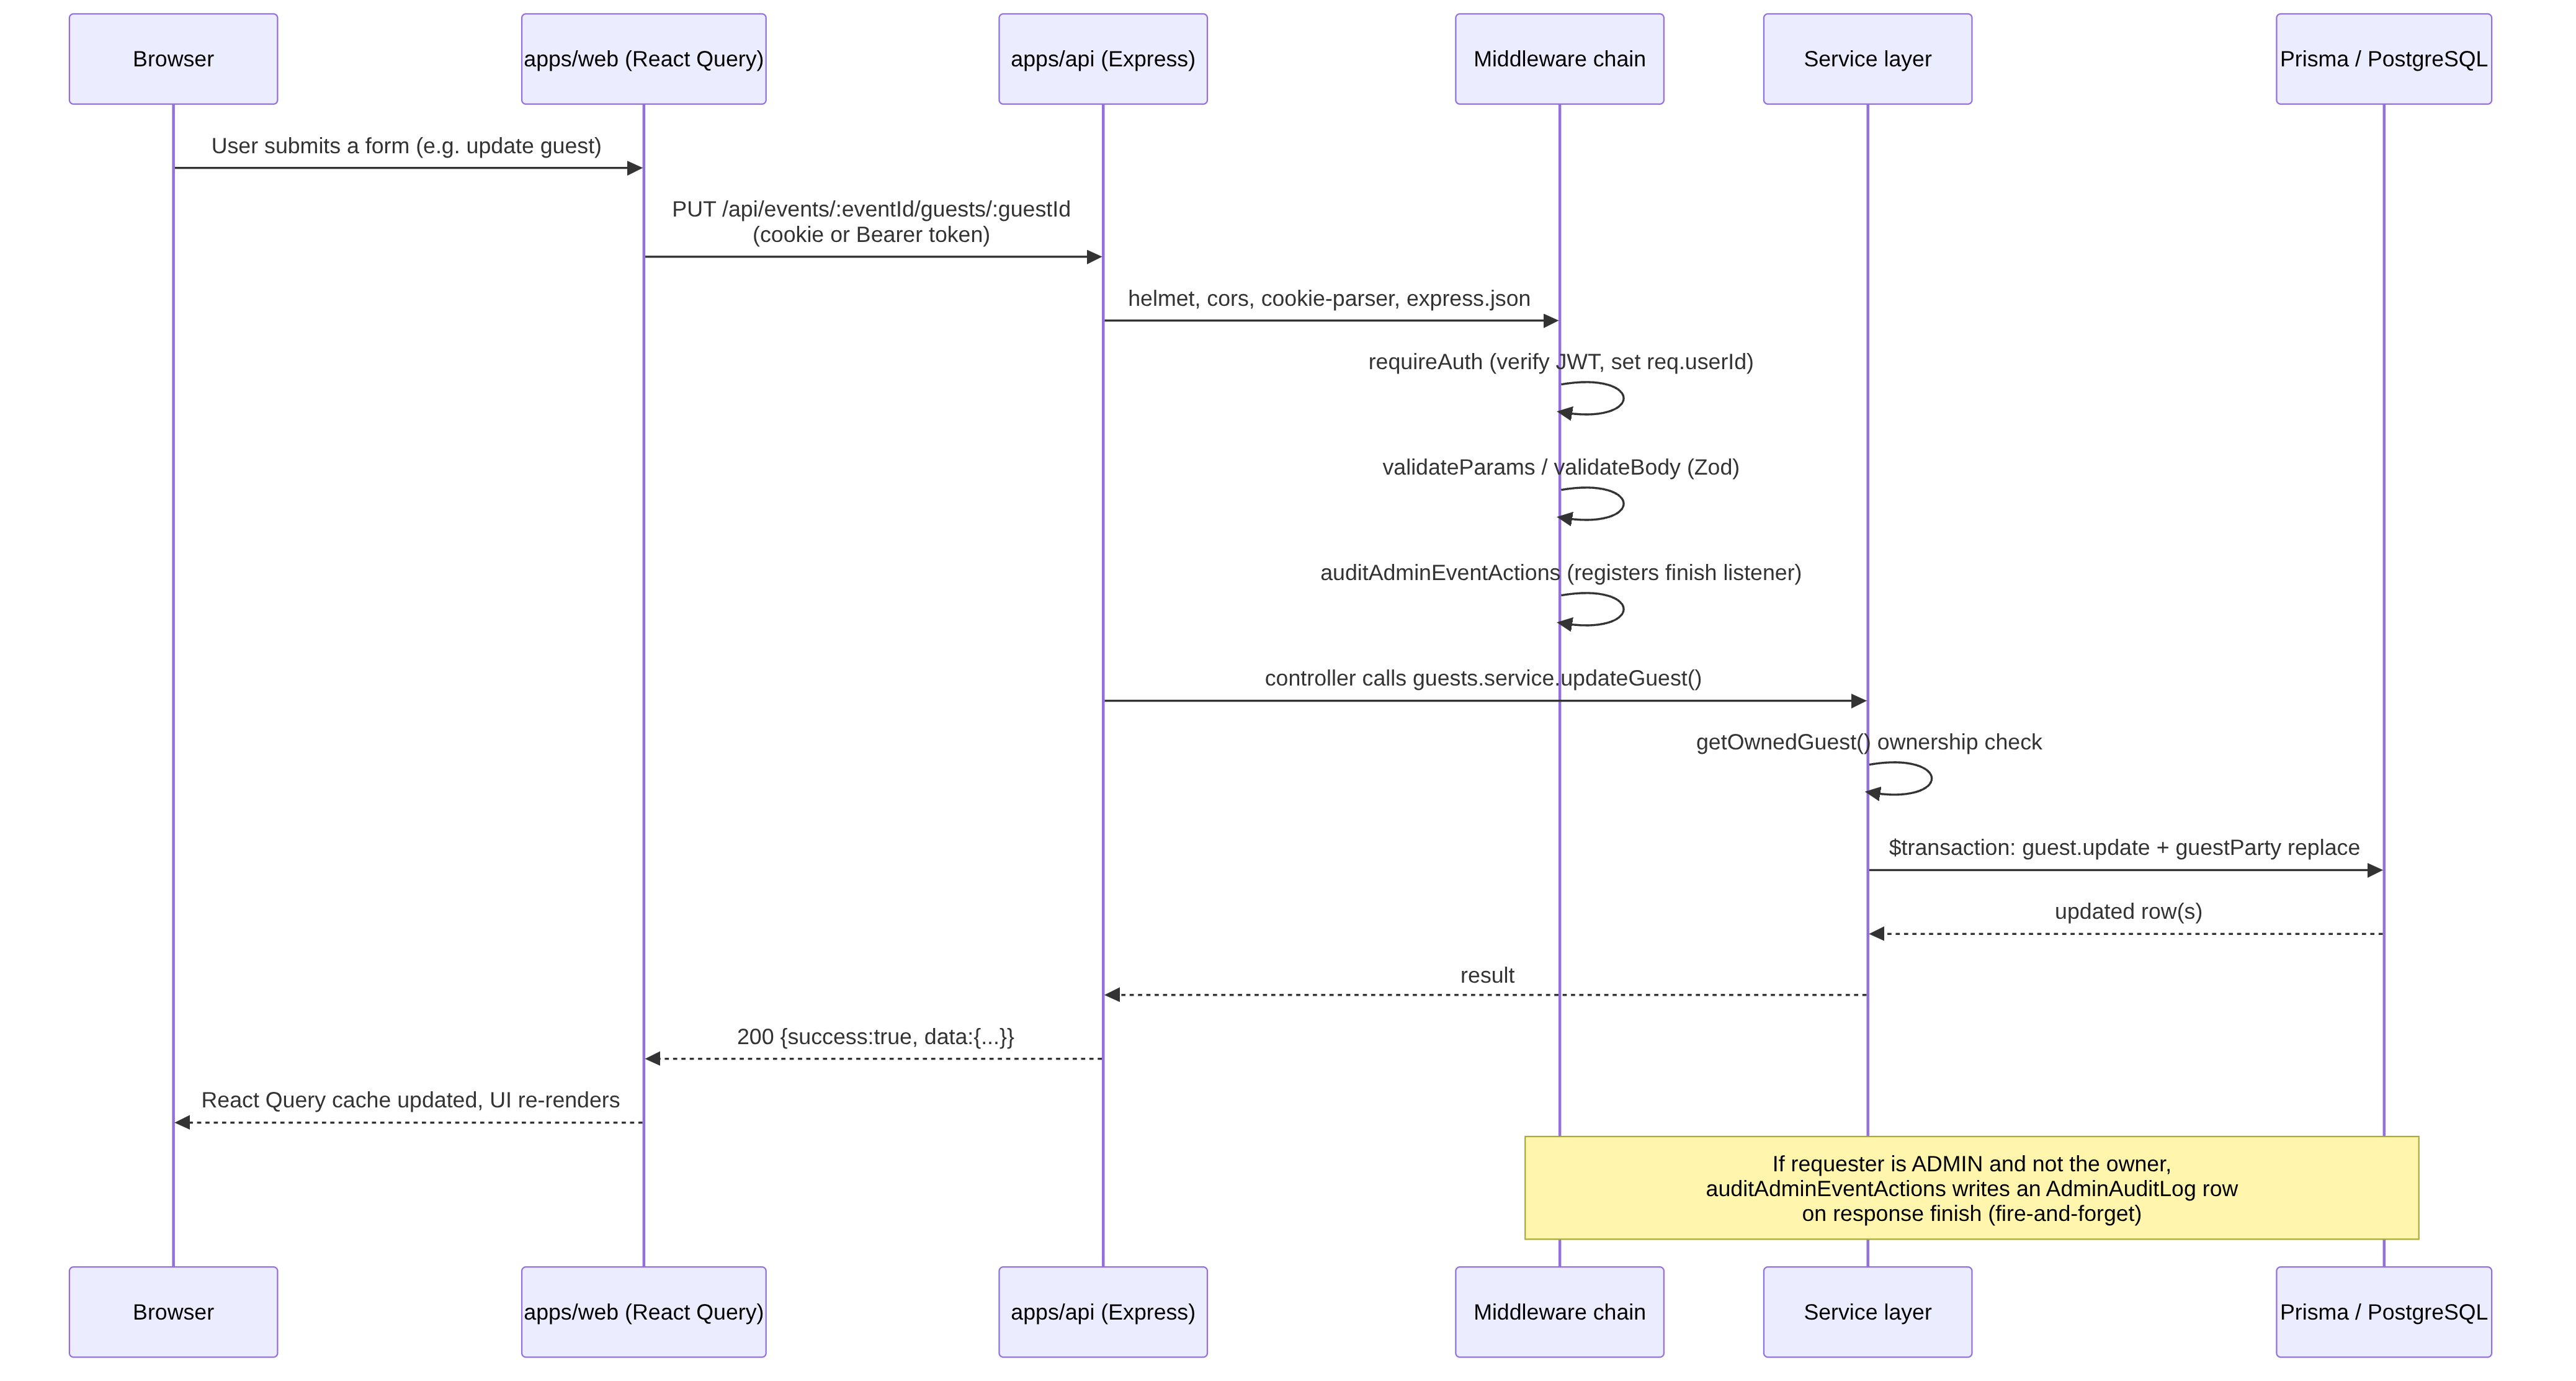 Browser
apps/web (React Query)
apps/api (Express)
Middleware chain
Service layer
Prisma / PostgreSQL
User submits a form (e.g. update guest)
PUT /api/events/:eventId/guests/:guestId
(cookie or Bearer token)
helmet, cors, cookie-parser, express.json
requireAuth (verify JWT, set req.userId)
validateParams / validateBody (Zod)
auditAdminEventActions (registers finish listener)
controller calls guests.service.updateGuest()
getOwnedGuest() ownership check
$transaction: guest.update + guestParty replace
updated row(s)
result
200 {success:true, data:{...}}
React Query cache updated, UI re-renders
If requester is ADMIN and not the owner,
auditAdminEventActions writes an AdminAuditLog row
on response finish (fire-and-forget)
Browser
apps/web (React Query)
apps/api (Express)
Middleware chain
Service layer
Prisma / PostgreSQL